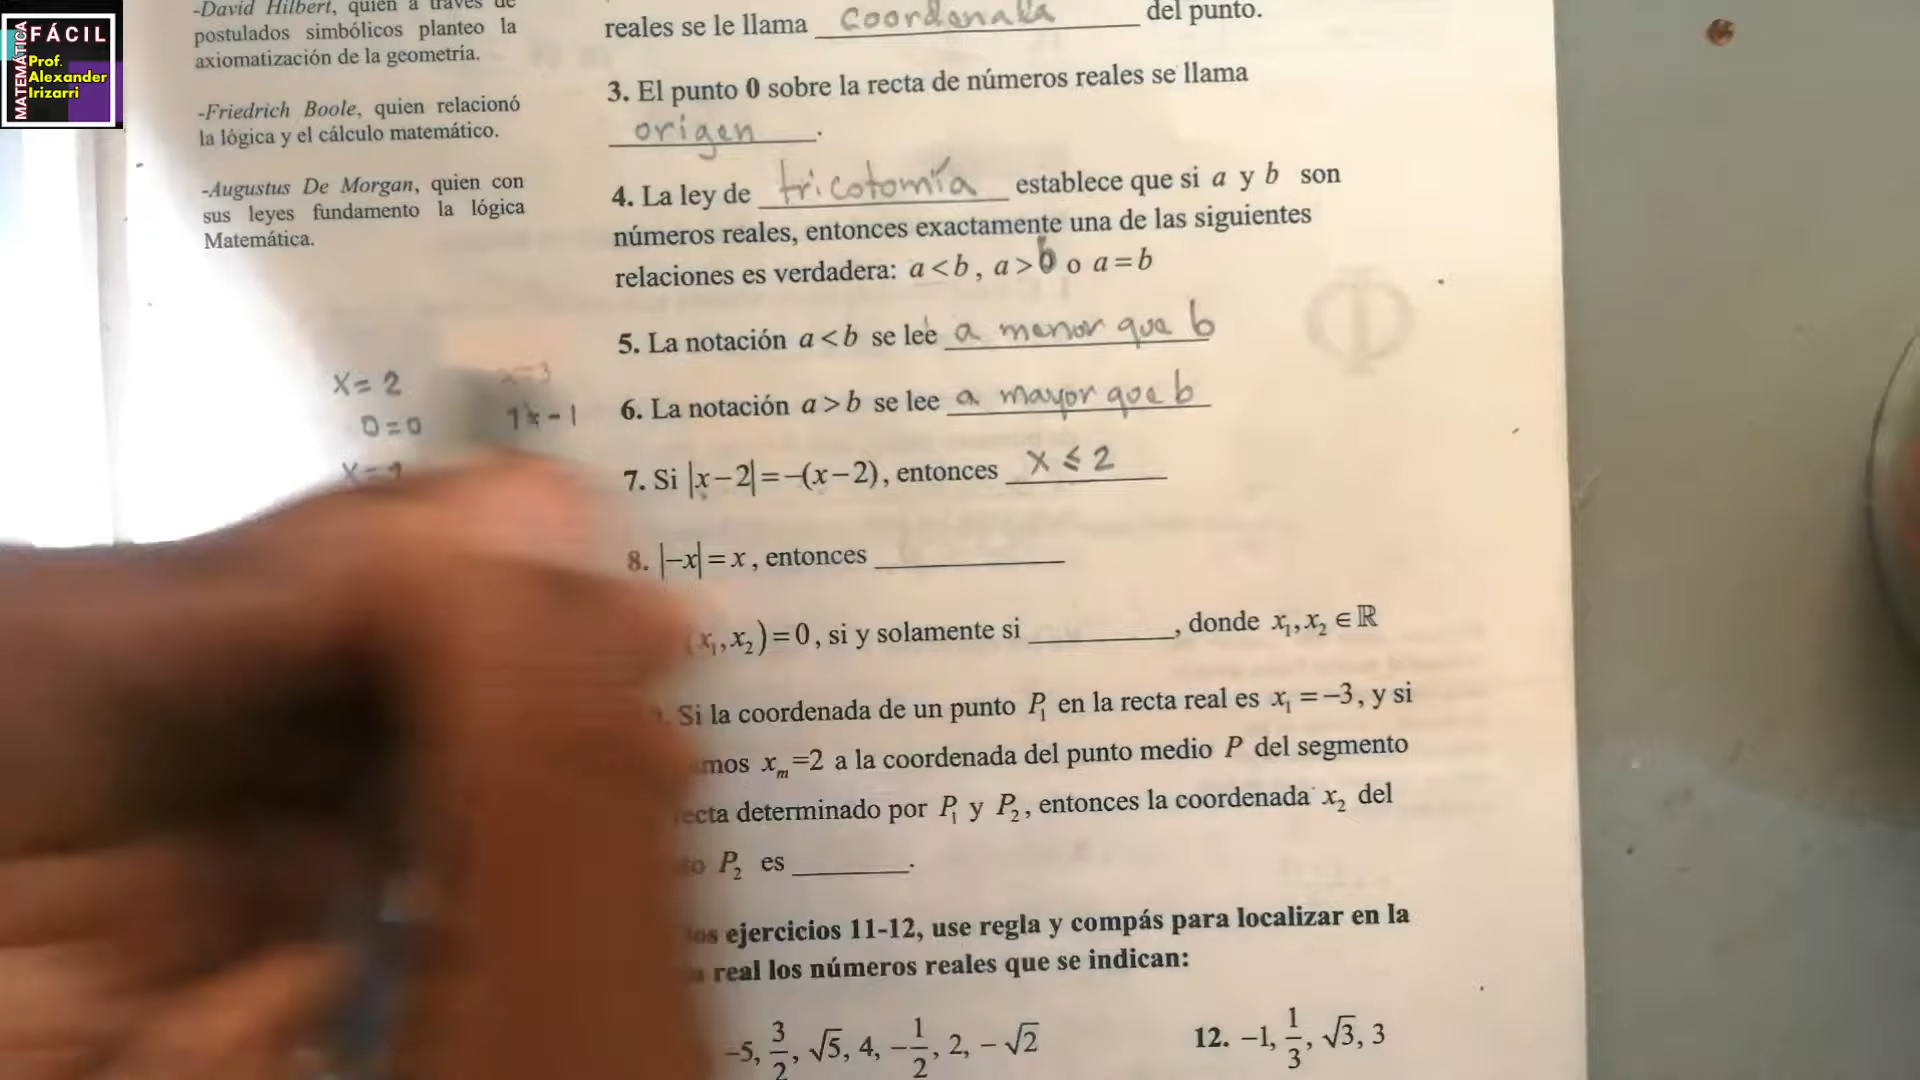 MATEMÁTICA
FÁCIL
Prof.
Alexander
Irizarri
-David Hilbert, quien a través de
postulados simbólicos planteo la
axiomatización de la geometría.
-Friedrich Boole, quien relacionó
la lógica y el cálculo matemático.
-Augustus De Morgan, quien con
sus leyes fundamento la lógica
Matemática.
x = 2
0 = 0
x=3
1 ≠ -1
reales se le llama coordenada del punto.
3. El punto 0 sobre la recta de números reales se llama
origen.
4. La ley de tricotomía establece que si a y b son
números reales, entonces exactamente una de las siguientes
relaciones es verdadera: a < b, a > b o a = b
5. La notación a < b se lee a menor que b
6. La notación a > b se lee a mayor que b
7. Si |x-2| = -(x-2), entonces x ≤ 2
8. |-x| = x, entonces ________
(x₁,x₂)=0, si y solamente si ________, donde x₁,x₂ ∈ ℝ
Si la coordenada de un punto P₁ en la recta real es x₁ = -3, y si
xₘ=2 a la coordenada del punto medio P del segmento
determinado por P₁ y P₂, entonces la coordenada x₂ del
P₂ es ________.
ejercicios 11-12, use regla y compás para localizar en la
real los números reales que se indican:
-5, 3/2, √5, 4, -1/2, 2, -√2
12. -1, 1/3, √3, 3